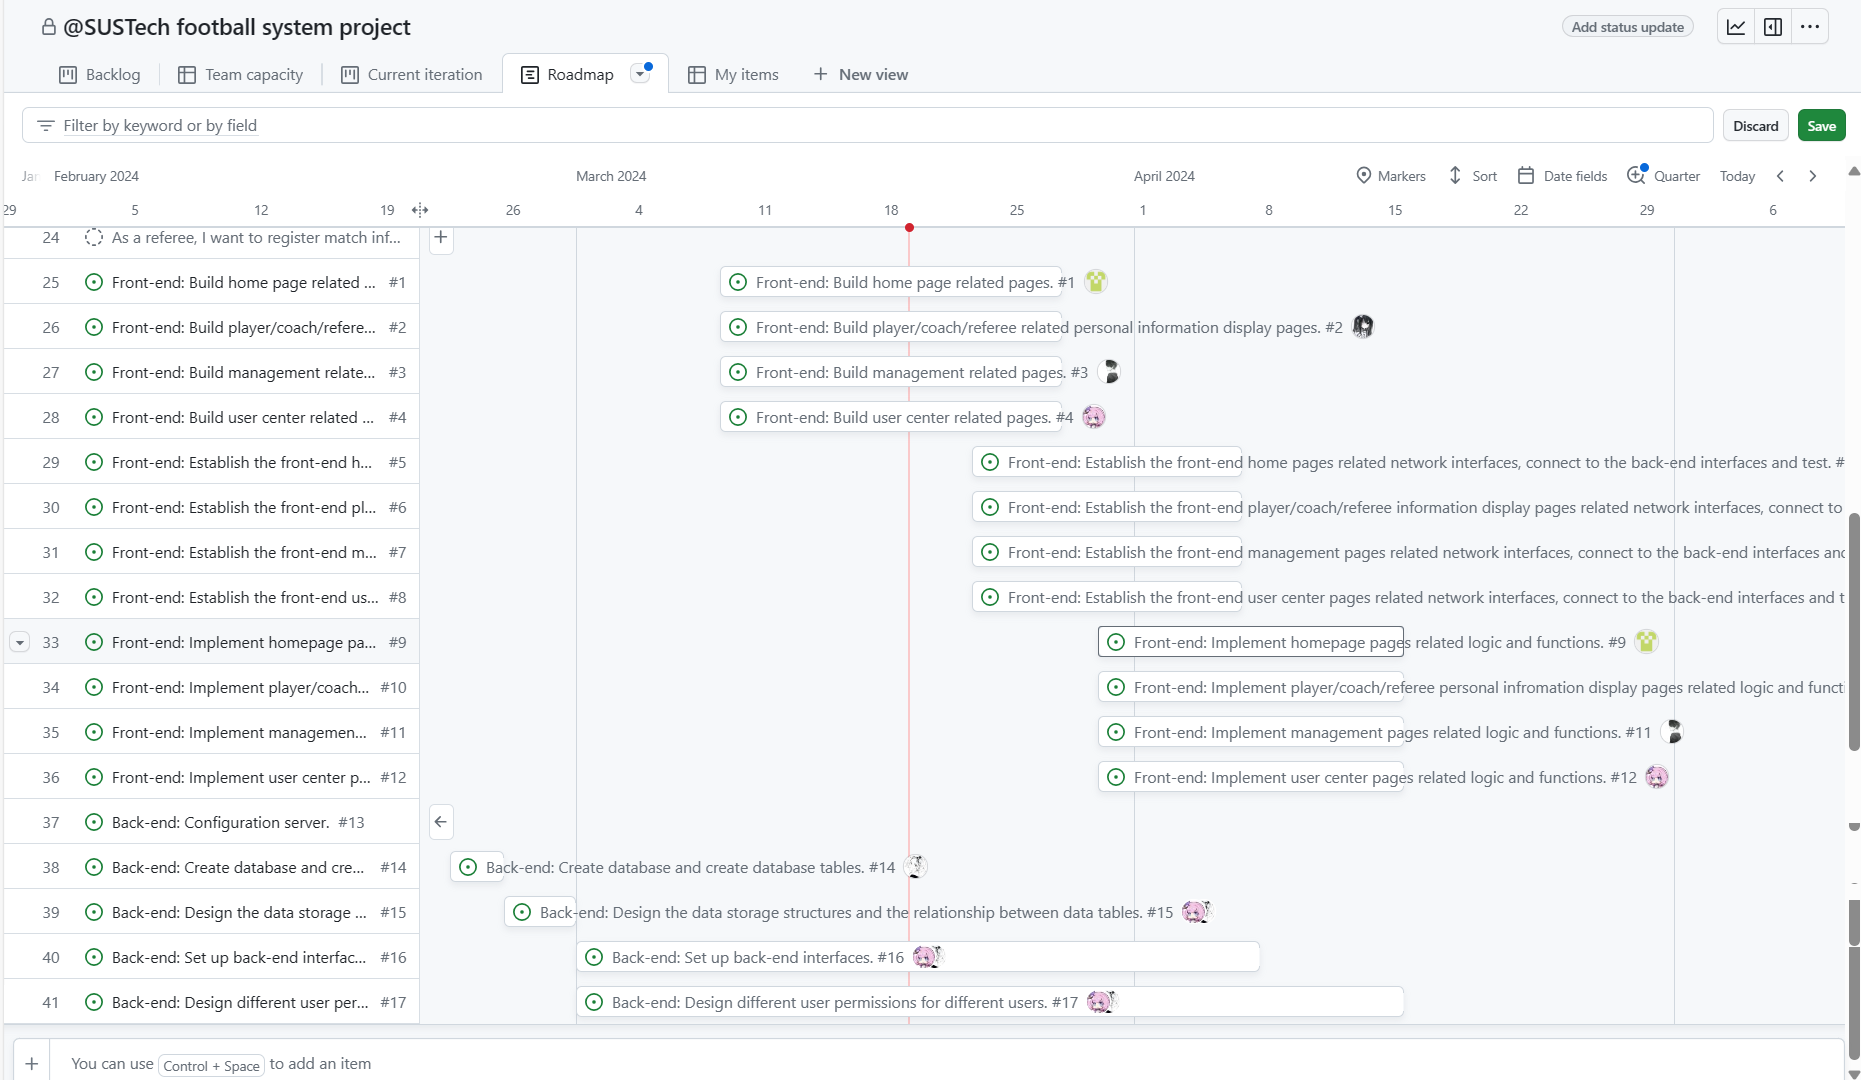 @SUSTech football system project
Add status update
Backlog
Team capacity
Current iteration
Roadmap
My items
New view
Filter by keyword or by field
Discard
Save
Jan
February 2024
March 2024
April 2024
Markers
Sort
Date fields
Quarter
Today
29 5 12 19 26 4 11 18 25 1 8 15 22 29 6
24 As a referee, I want to register match inf...
25 Front-end: Build home page related ... #1 Front-end: Build home page related pages. #1
26 Front-end: Build player/coach/refere... #2 Front-end: Build player/coach/referee related personal information display pages. #2
27 Front-end: Build management relate... #3 Front-end: Build management related pages. #3
28 Front-end: Build user center related ... #4 Front-end: Build user center related pages. #4
29 Front-end: Establish the front-end h... #5 Front-end: Establish the front-end home pages related network interfaces, connect to the back-end interfaces and test. #
30 Front-end: Establish the front-end pl... #6 Front-end: Establish the front-end player/coach/referee information display pages related network interfaces, connect to
31 Front-end: Establish the front-end m... #7 Front-end: Establish the front-end management pages related network interfaces, connect to the back-end interfaces and
32 Front-end: Establish the front-end us... #8 Front-end: Establish the front-end user center pages related network interfaces, connect to the back-end interfaces and t
33 Front-end: Implement homepage pa... #9 Front-end: Implement homepage pages related logic and functions. #9
34 Front-end: Implement player/coach... #10 Front-end: Implement player/coach/referee personal infromation display pages related logic and functi
35 Front-end: Implement managemen... #11 Front-end: Implement management pages related logic and functions. #11
36 Front-end: Implement user center p... #12 Front-end: Implement user center pages related logic and functions. #12
37 Back-end: Configuration server. #13
38 Back-end: Create database and cre... #14 Back-end: Create database and create database tables. #14
39 Back-end: Design the data storage ... #15 Back-end: Design the data storage structures and the relationship between data tables. #15
40 Back-end: Set up back-end interfac... #16 Back-end: Set up back-end interfaces. #16
41 Back-end: Design different user per... #17 Back-end: Design different user permissions for different users. #17
You can use Control + Space to add an item